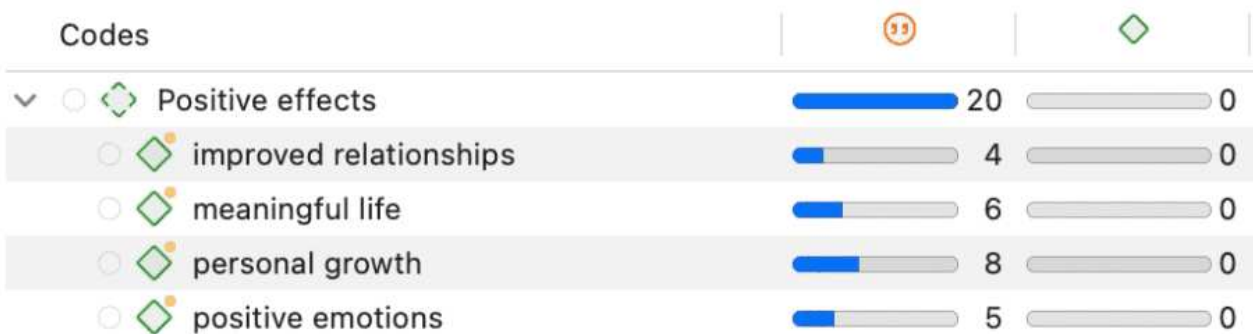 Codes
Positive effects 20 0
improved relationships 4 0
meaningful life 6 0
personal growth 8 0
positive emotions 5 0